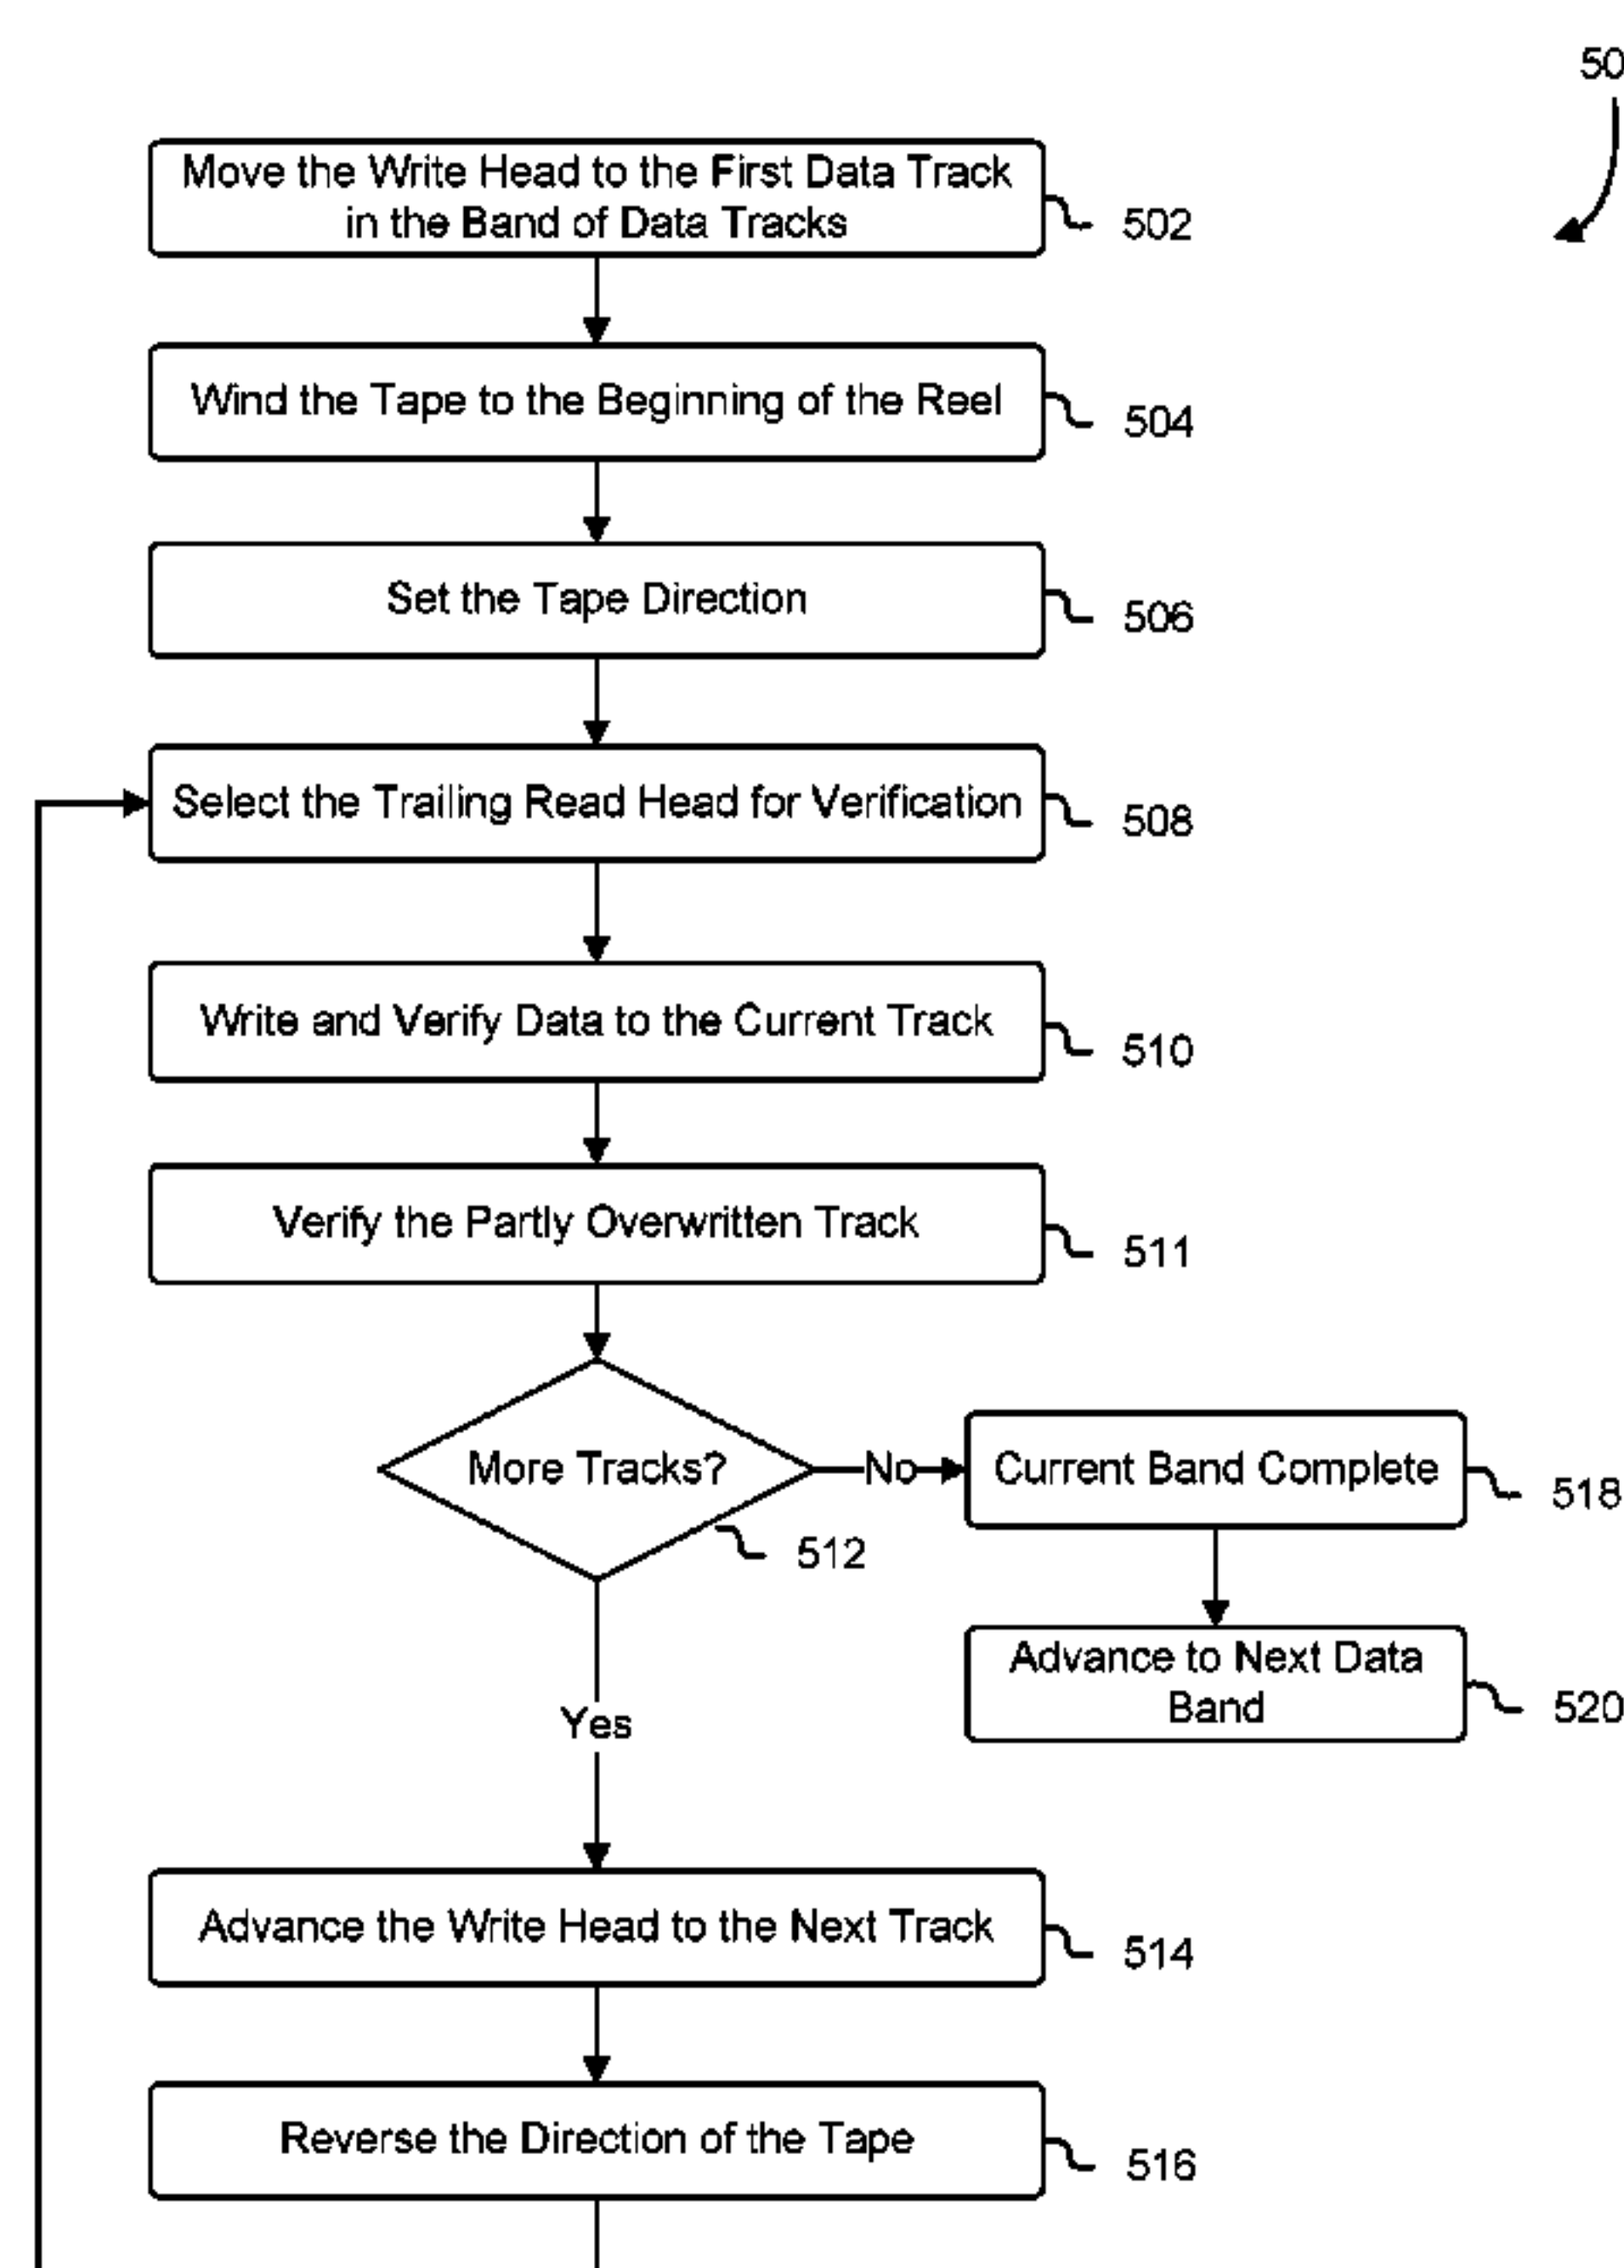 50
Move the Write Head to the First Data Track
in the Band of Data Tracks
502
Wind the Tape to the Beginning of the Reel
504
Set the Tape Direction
506
Select the Trailing Read Head for Verification
508
Write and Verify Data to the Current Track
510
Verify the Partly Overwritten Track
511
More Tracks?
512
No
Current Band Complete
518
Advance to Next Data
Band
520
Yes
Advance the Write Head to the Next Track
514
Reverse the Direction of the Tape
516